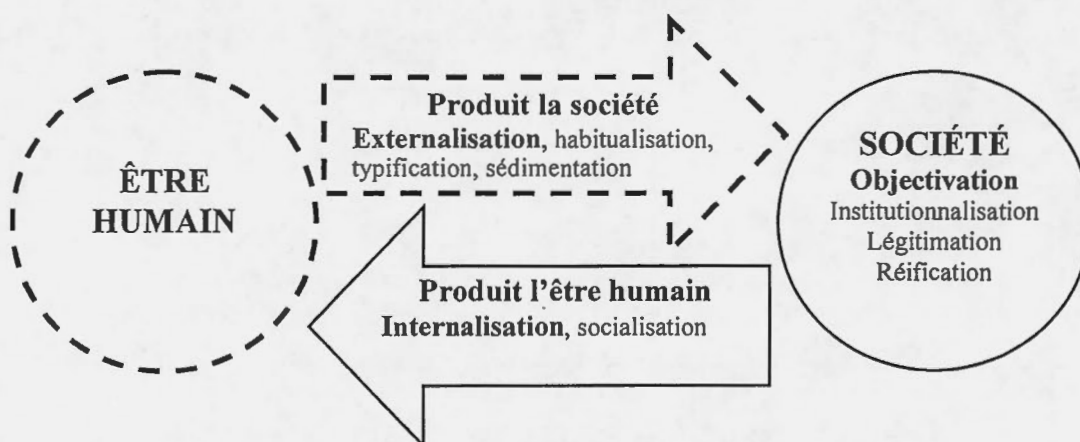 ÊTRE
HUMAIN
Produit la société
Externalisation, habitualisation,
typification, sédimentation
SOCIÉTÉ
Objectivation
Institutionnalisation
Légitimation
Réification
Produit l'être humain
Internalisation, socialisation